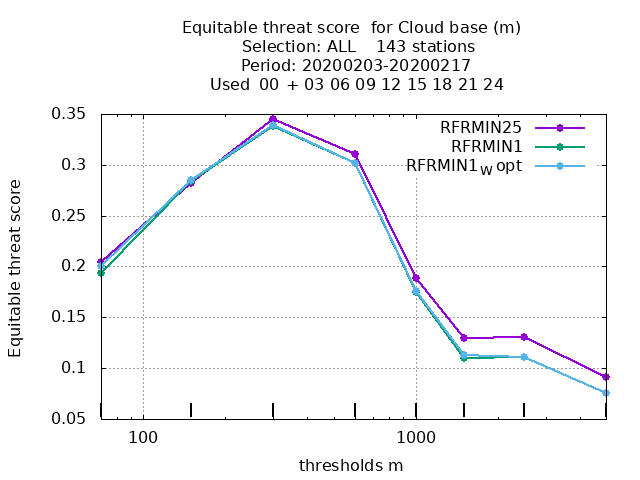 Equitable threat score  for Cloud base (m)
Selection: ALL    143 stations
Period: 20200203-20200217
Used  00 + 03 06 09 12 15 18 21 24
RFRMIN25
RFRMIN1
RFRMIN1W opt
0.35
0.3
0.25
0.2
0.15
0.1
0.05
Equitable threat score
100
1000
thresholds m